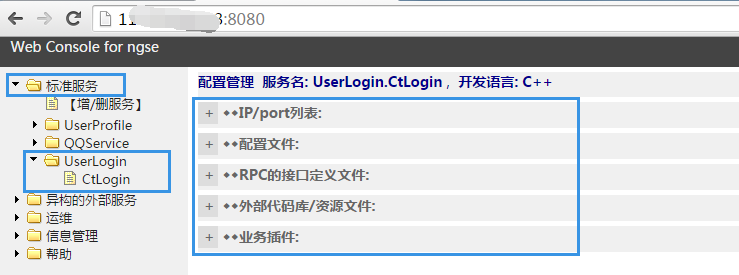 11 3:8080
Web Console for ngse
标准服务
【增/删服务】
UserProfile
QQService
UserLogin
CtLogin
异构的外部服务
运维
信息管理
帮助
配置管理 服务名: UserLogin.CtLogin , 开发语言: C++
+ ◆◆IP/port列表:
+ ◆◆配置文件:
+ ◆◆RPC的接口定义文件:
+ ◆◆外部代码库/资源文件:
+ ◆◆业务插件: